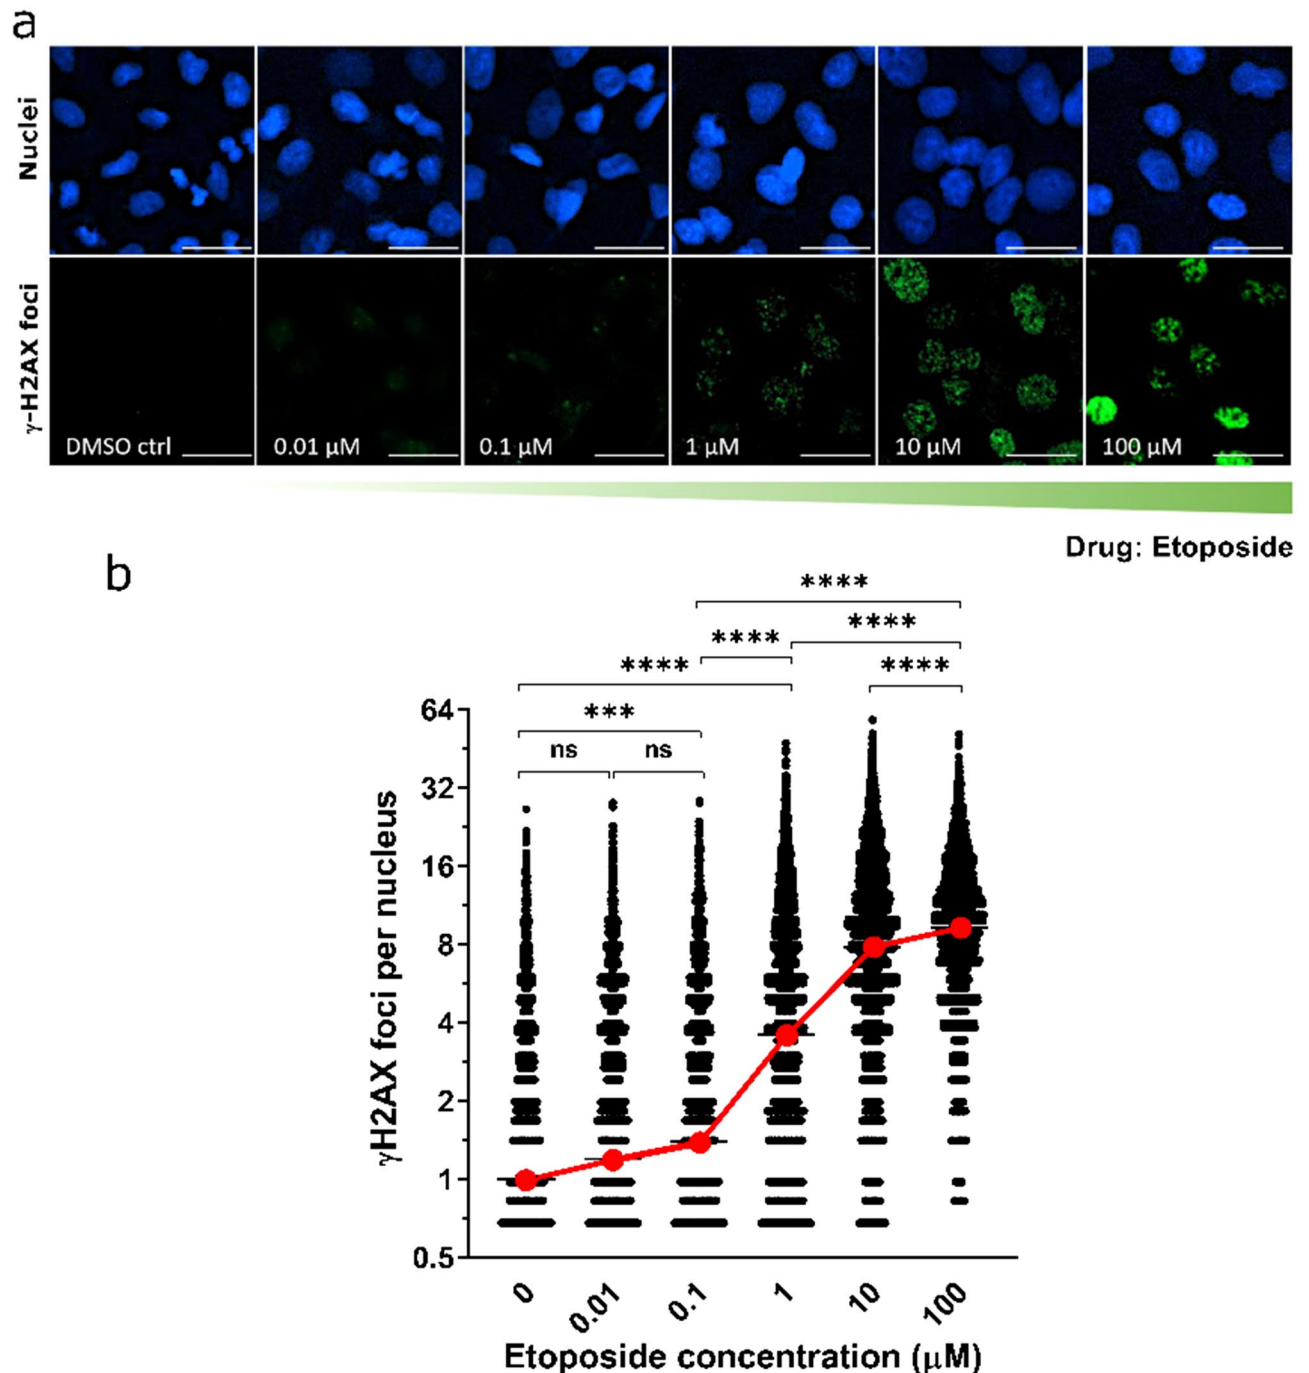 a
Nuclei
γ-H2AX foci
DMSO ctrl
0.01 μM
0.1 μM
1 μM
10 μM
100 μM
Drug: Etoposide
b
****
****
****
****
****
***
ns
ns
64
32
16
8
4
2
1
0.5
γH2AX foci per nucleus
0
0.01
0.1
1
10
100
Etoposide concentration (μM)